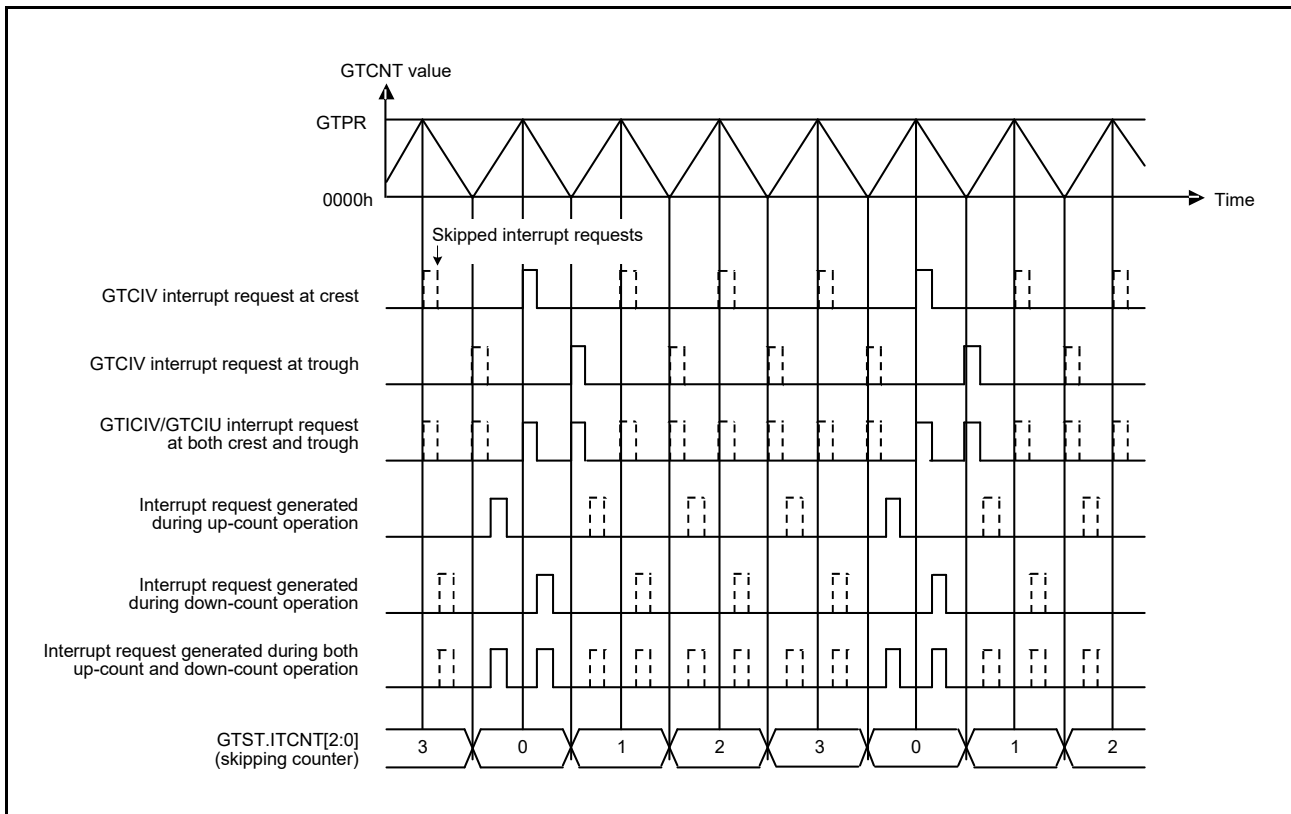 GTCNT value
GTPR
0000h
Time
Skipped interrupt requests
GTCIV interrupt request at crest
GTCIV interrupt request at trough
GTICIV/GTCIU interrupt request
at both crest and trough
Interrupt request generated
during up-count operation
Interrupt request generated
during down-count operation
Interrupt request generated during both
up-count and down-count operation
GTST.ITCNT[2:0]
(skipping counter)
3 0 1 2 3 0 1 2